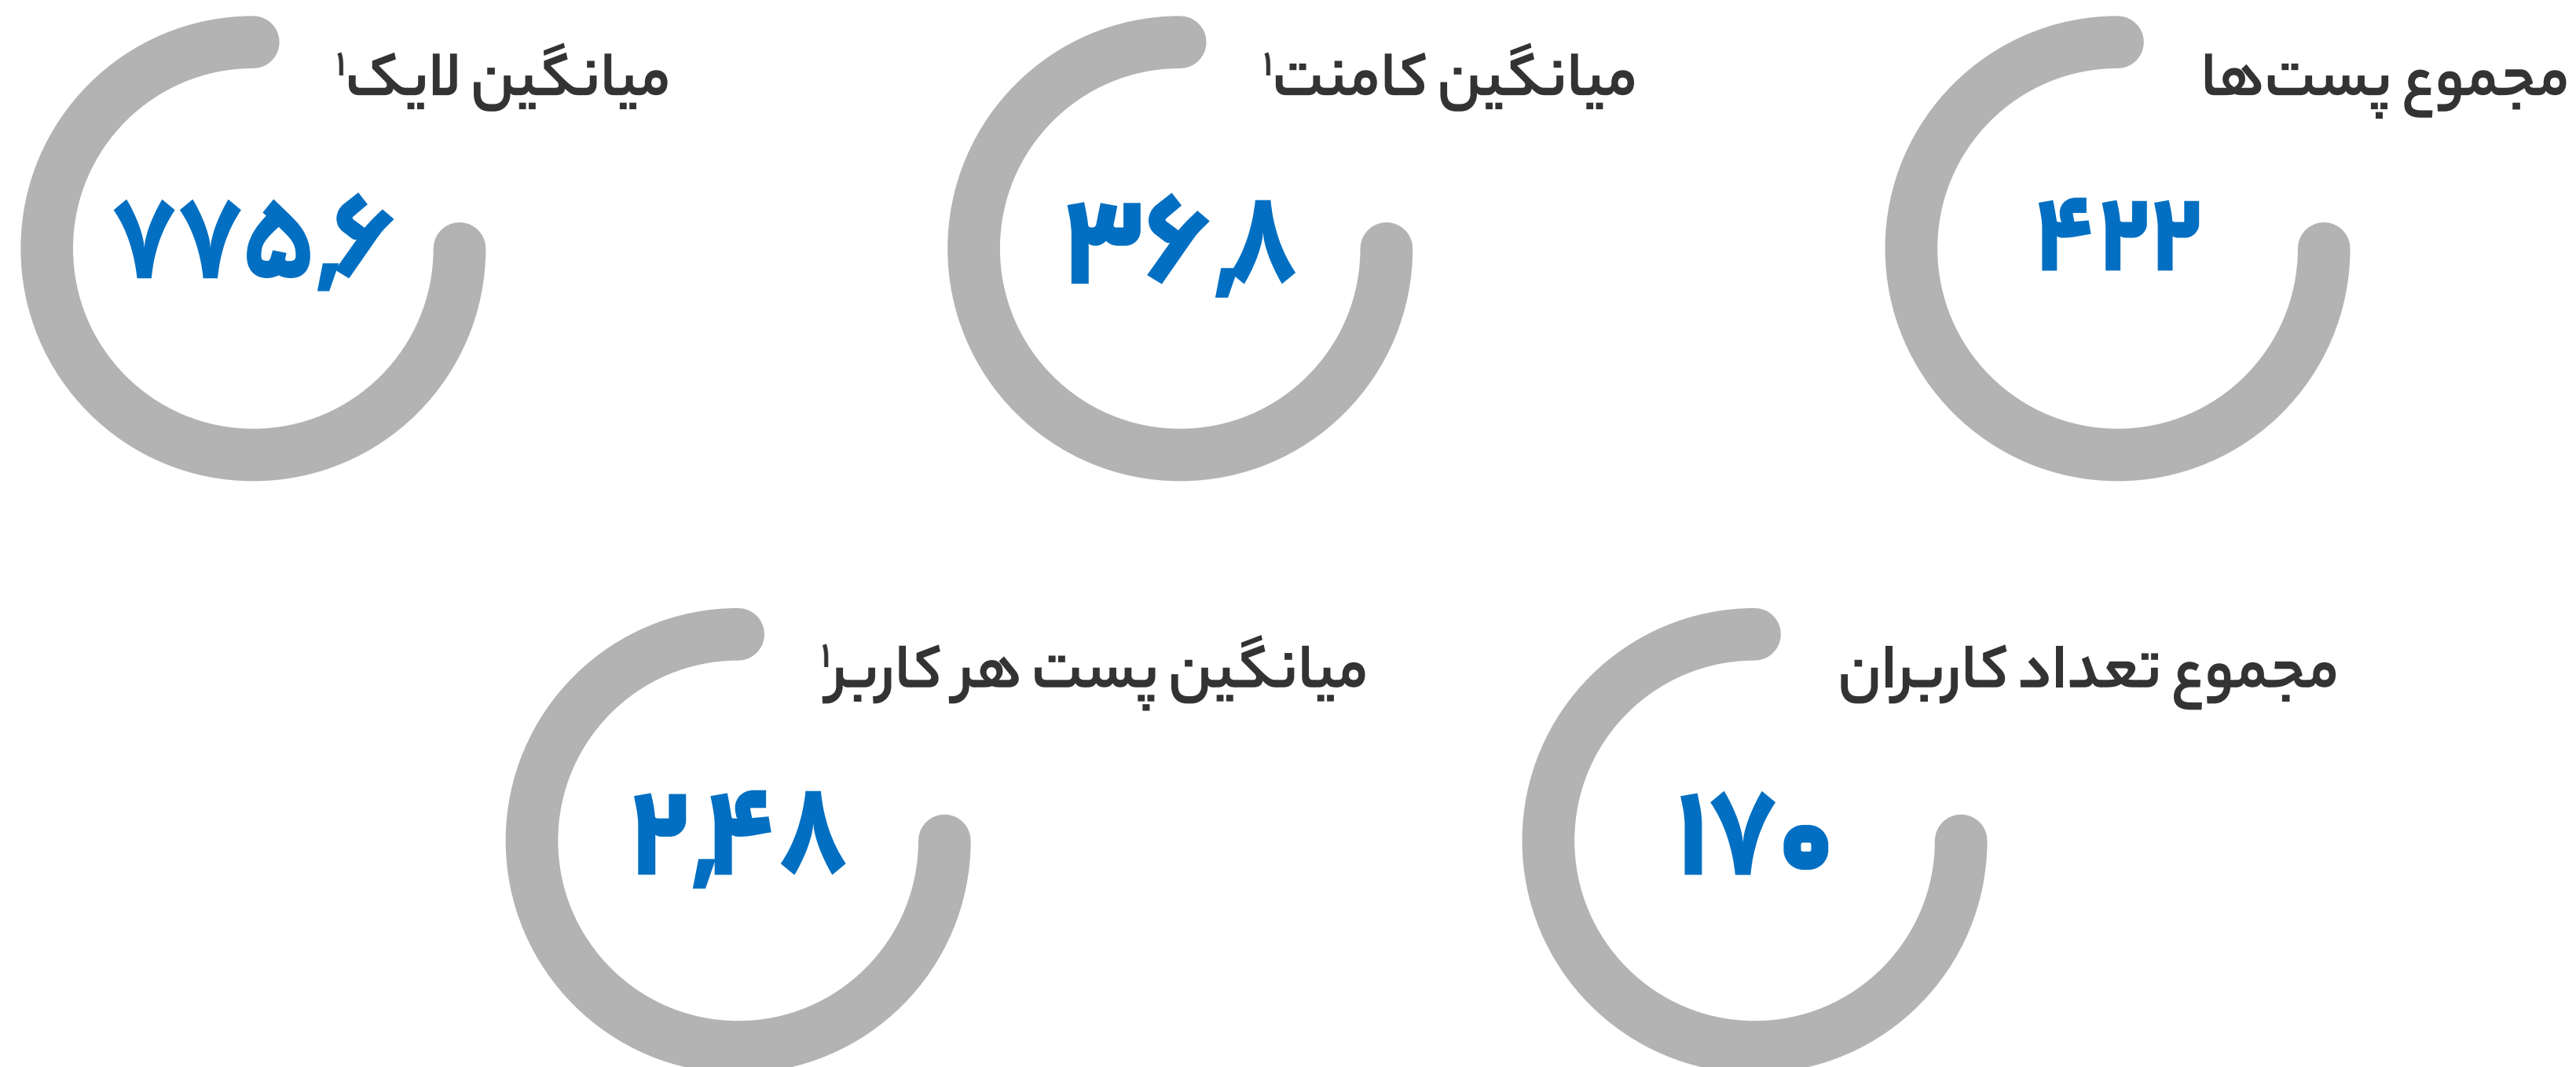 مجموع پست‌ها
۴۲۲
میانگین کامنت۱
۳۶٫۸
میانگین لایک۱
۷۷۵٫۶
مجموع تعداد کاربران
۱۷۰
میانگین پست هر کاربر۱
۲٫۴۸